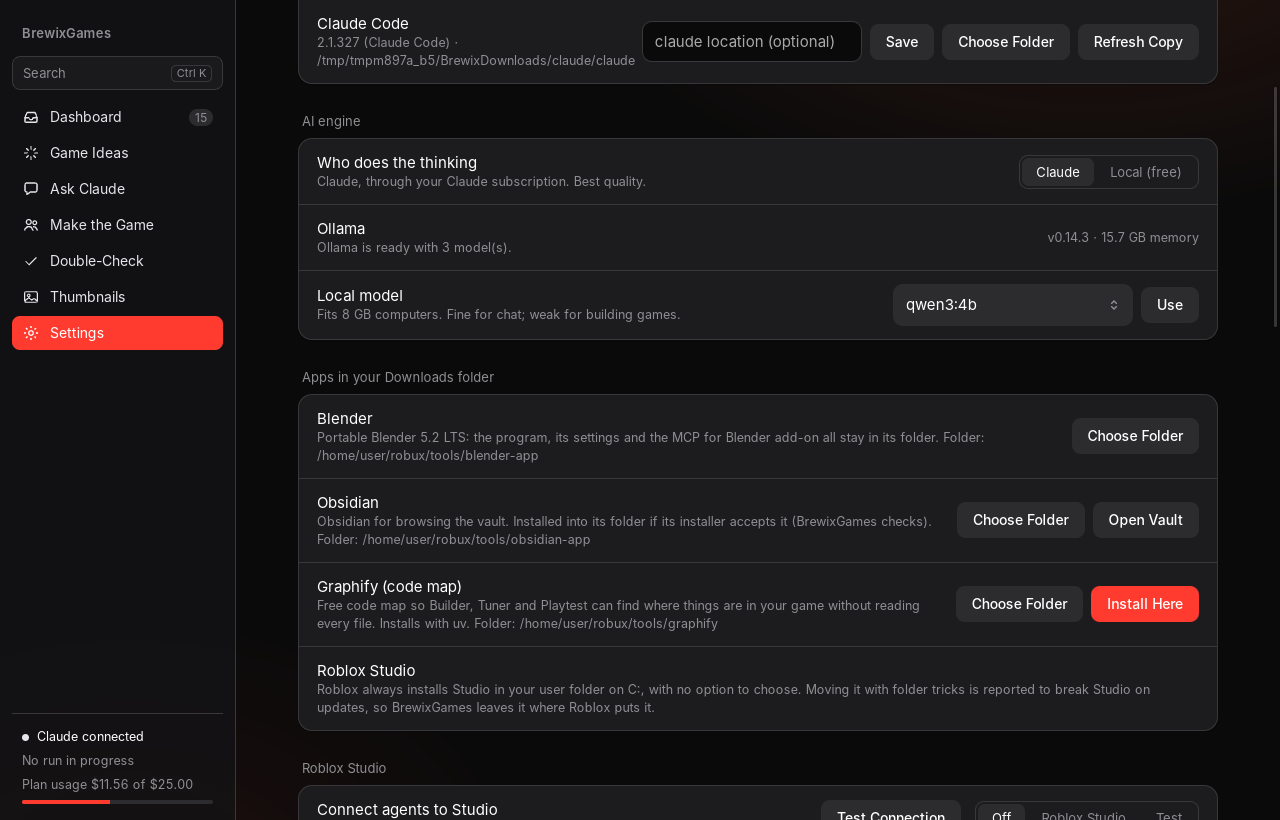 BrewixGames
Search
Ctrl K
Dashboard
15
Game Ideas
Ask Claude
Make the Game
Double-Check
Thumbnails
Settings
Claude connected
No run in progress
Plan usage $11.56 of $25.00
Claude Code
2.1.327 (Claude Code) ·
/tmp/tmpm897a_b5/BrewixDownloads/claude/claude
claude location (optional)
Save
Choose Folder
Refresh Copy
AI engine
Who does the thinking
Claude, through your Claude subscription. Best quality.
Claude
Local (free)
Ollama
Ollama is ready with 3 model(s).
v0.14.3 · 15.7 GB memory
Local model
Fits 8 GB computers. Fine for chat; weak for building games.
qwen3:4b
Use
Apps in your Downloads folder
Blender
Portable Blender 5.2 LTS: the program, its settings and the MCP for Blender add-on all stay in its folder. Folder:
/home/user/robux/tools/blender-app
Choose Folder
Obsidian
Obsidian for browsing the vault. Installed into its folder if its installer accepts it (BrewixGames checks).
Folder: /home/user/robux/tools/obsidian-app
Choose Folder
Open Vault
Graphify (code map)
Free code map so Builder, Tuner and Playtest can find where things are in your game without reading
every file. Installs with uv. Folder: /home/user/robux/tools/graphify
Choose Folder
Install Here
Roblox Studio
Roblox always installs Studio in your user folder on C:, with no option to choose. Moving it with folder tricks is reported to break Studio on
updates, so BrewixGames leaves it where Roblox puts it.
Roblox Studio
Connect agents to Studio
Test Connection
Off
Roblox Studio
Test